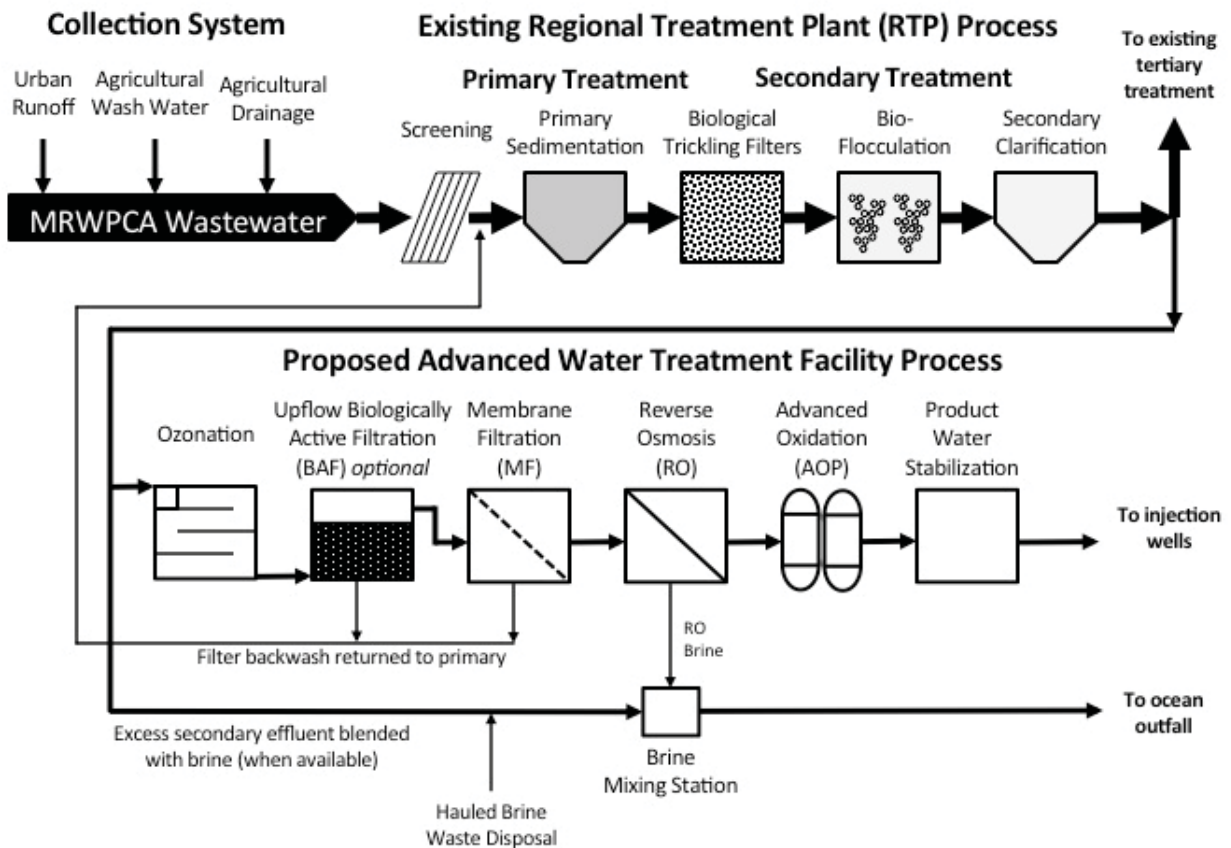 Collection System
Existing Regional Treatment Plant (RTP) Process
To existing
tertiary
treatment
Urban
Runoff
Agricultural
Wash Water
Agricultural
Drainage
Primary Treatment
Secondary Treatment
Screening
Primary
Sedimentation
Biological
Trickling Filters
Bio-
Flocculation
Secondary
Clarification
MRWPCA Wastewater
Proposed Advanced Water Treatment Facility Process
Ozonation
Upflow Biologically
Active Filtration
(BAF) optional
Membrane
Filtration
(MF)
Reverse
Osmosis
(RO)
Advanced
Oxidation
(AOP)
Product
Water
Stabilization
To injection
wells
RO
Brine
Filter backwash returned to primary
To ocean
outfall
Excess secondary effluent blended
with brine (when available)
Brine
Mixing Station
Hauled Brine
Waste Disposal